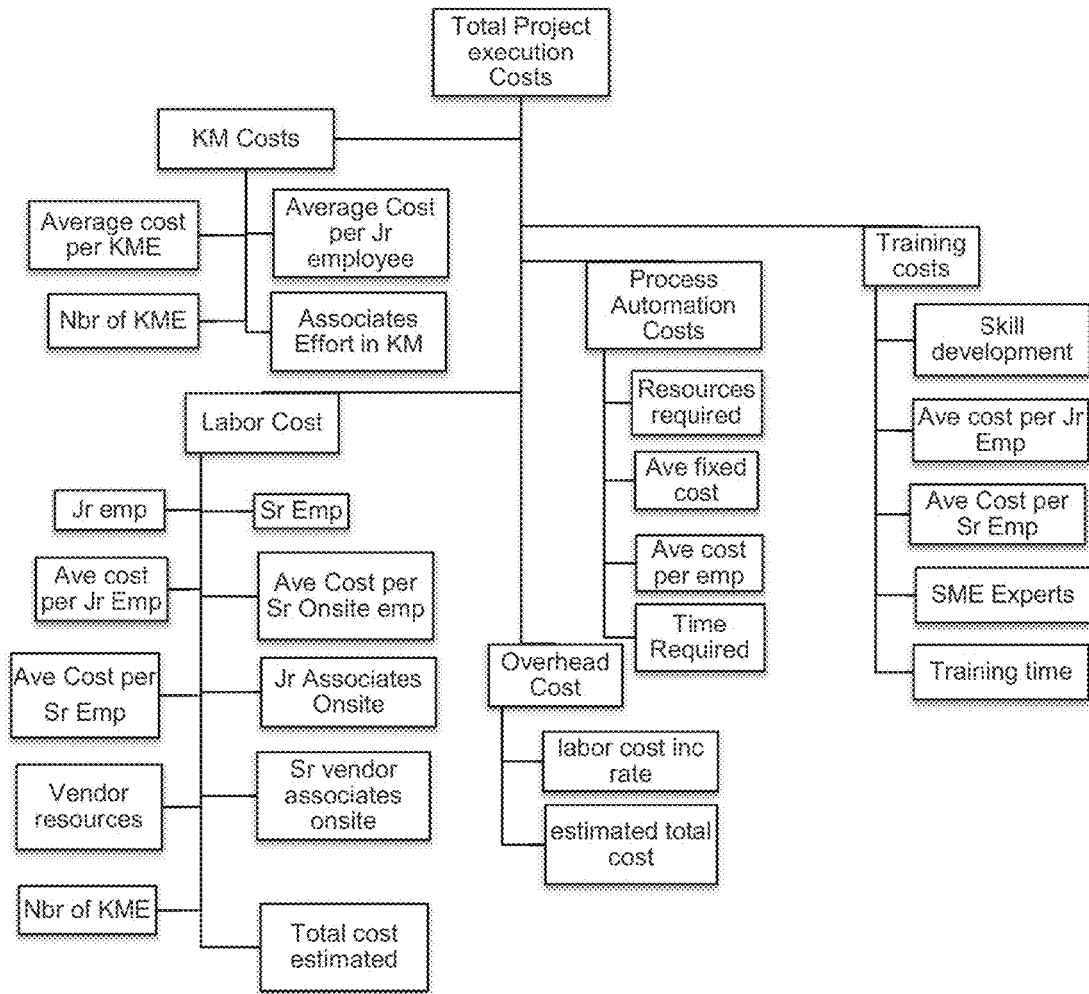 Total Project
execution
Costs
KM Costs
Average cost
per KME
Average Cost
per Jr
employee
Nbr of KME
Associates
Effort in KM
Training
costs
Skill
development
Ave cost per Jr
Emp
Ave Cost per
Sr Emp
SME Experts
Training time
Process
Automation
Costs
Resources
required
Ave fixed
cost
Ave cost
per emp
Time
Required
Labor Cost
Jr emp
Sr Emp
Ave cost
per Jr Emp
Ave Cost per
Sr Onsite emp
Ave Cost per
Sr Emp
Jr Associates
Onsite
Vendor
resources
Sr vendor
associates
onsite
Nbr of KME
Total cost
estimated
Overhead
Cost
labor cost inc
rate
estimated total
cost